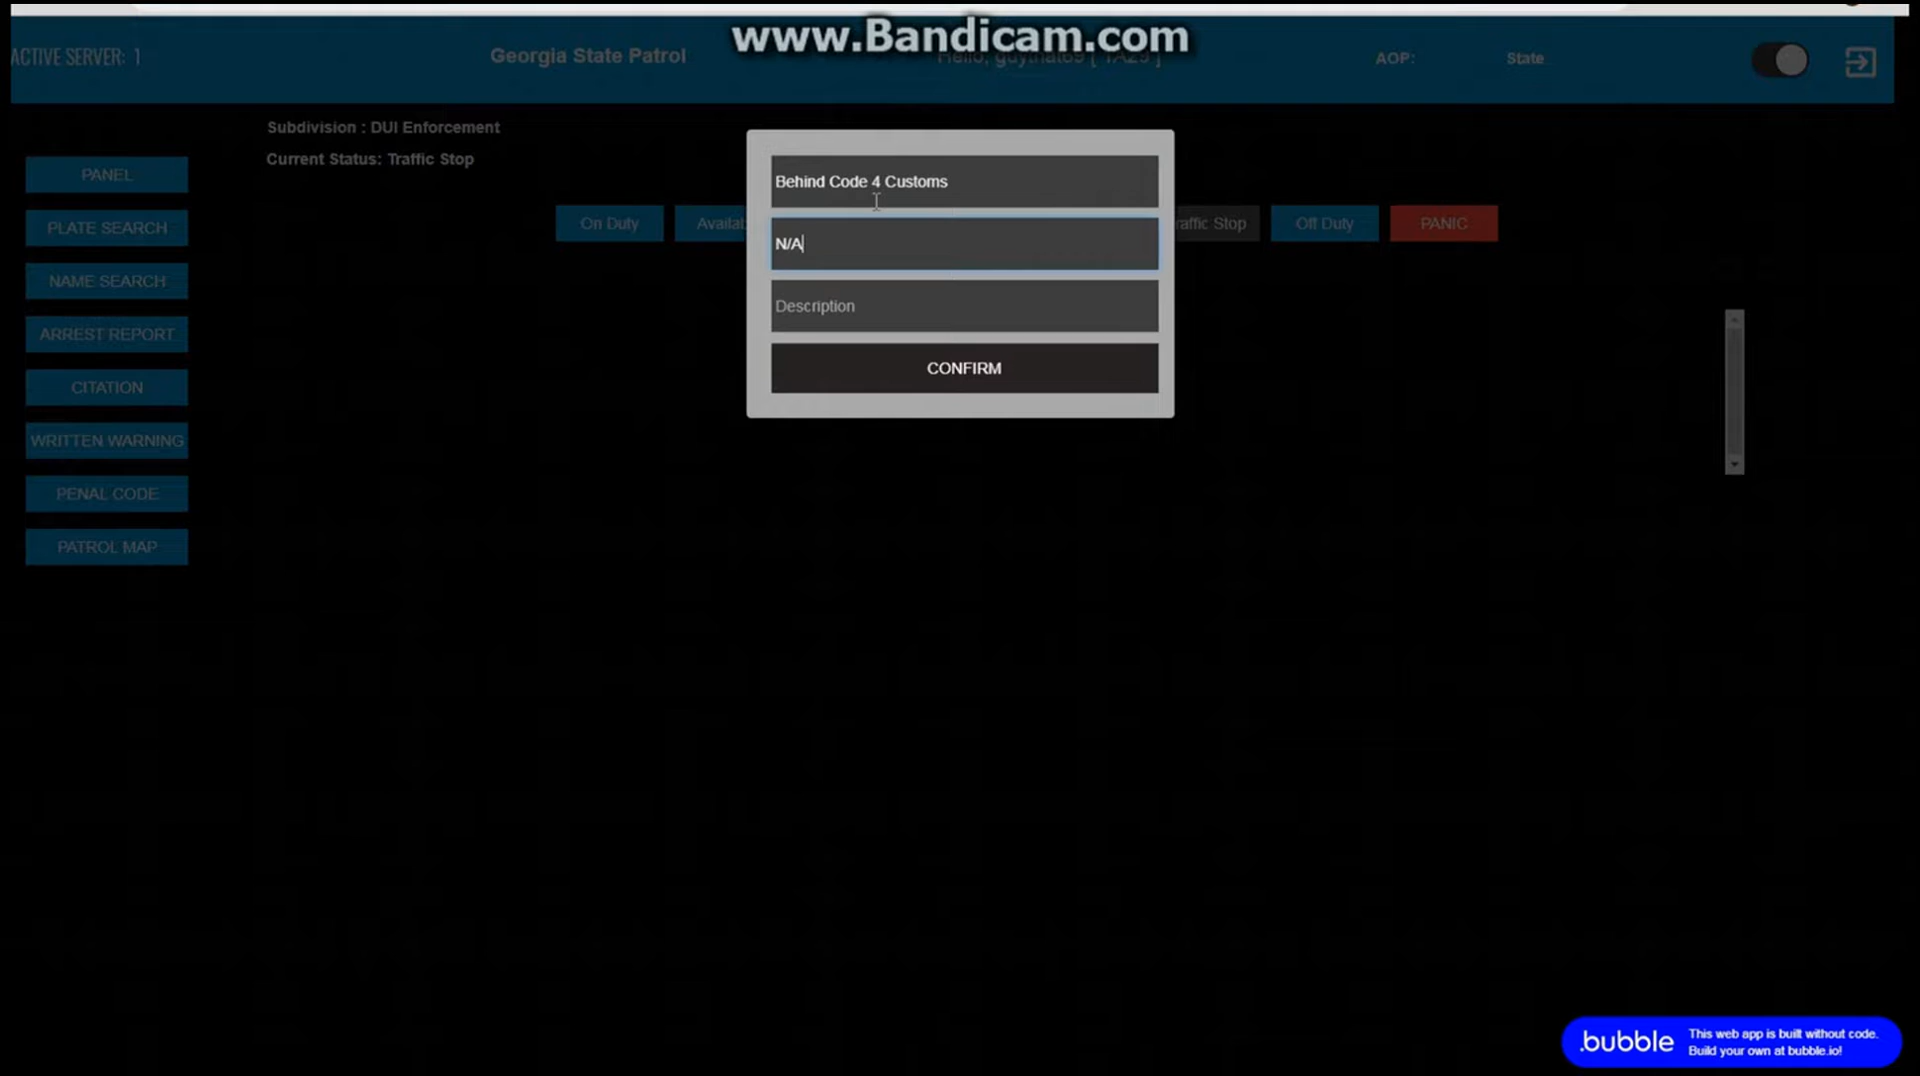 www.Bandicam.com
ACTIVE SERVER: 1
Georgia State Patrol
AOP:
State
Subdivision : DUI Enforcement
Current Status: Traffic Stop
PANEL
PLATE SEARCH
NAME SEARCH
ARREST REPORT
CITATION
WRITTEN WARNING
PENAL CODE
PATROL MAP
On Duty
Availab
raffic Stop
Off Duty
PANIC
Behind Code 4 Customs
N/A
Description
CONFIRM
.bubble
This web app is built without code.
Build your own at bubble.io!